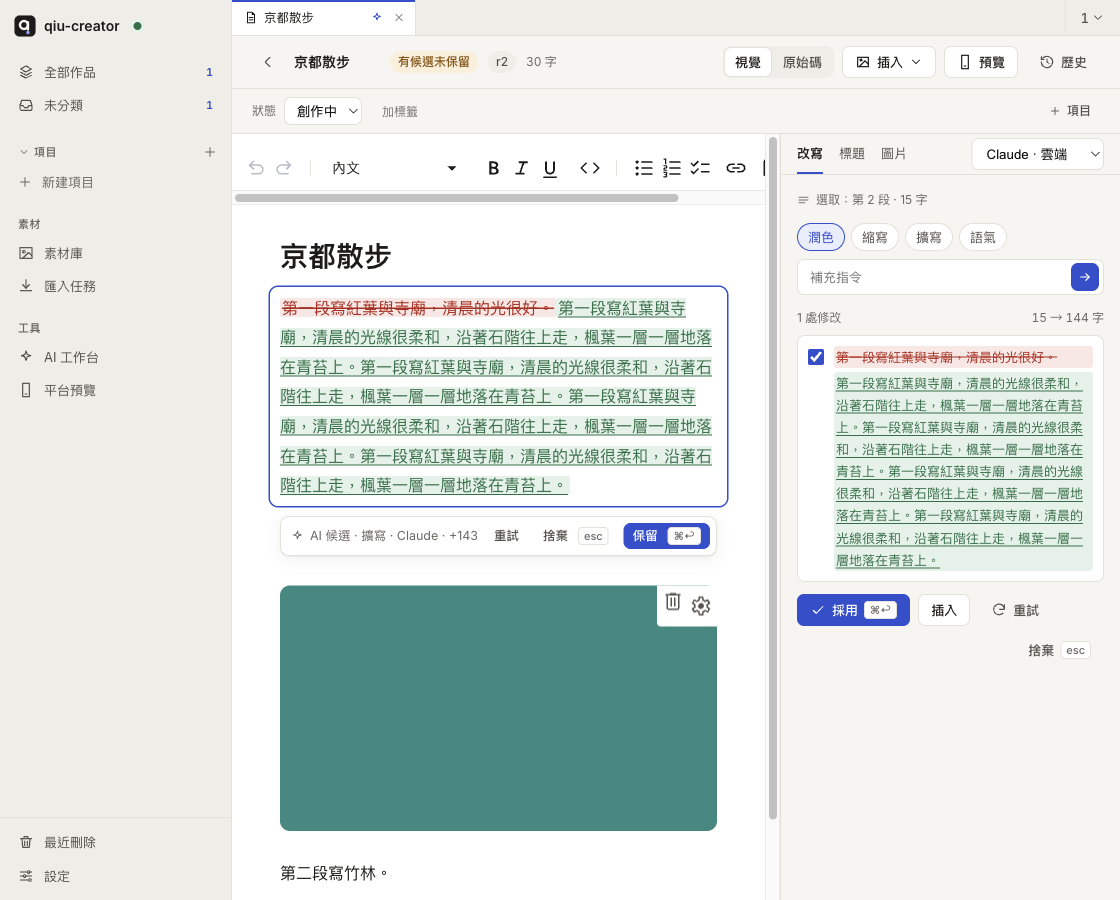 qiu-creator
全部作品 1
未分類 1
項目
新建項目
素材
素材庫
匯入任務
工具
AI 工作台
平台預覽
最近刪除
設定
京都散步
1
京都散步 有候選未保留 r2 30 字 視覺 原始碼 插入 預覽 歷史
狀態 創作中 加標籤 項目
內文 B I U
京都散步
第一段寫紅葉與寺廟，清晨的光很好。 第一段寫紅葉與寺
廟，清晨的光線很柔和，沿著石階往上走，楓葉一層一層地落
在青苔上。第一段寫紅葉與寺廟，清晨的光線很柔和，沿著石
階往上走，楓葉一層一層地落在青苔上。第一段寫紅葉與寺
廟，清晨的光線很柔和，沿著石階往上走，楓葉一層一層地落
在青苔上。第一段寫紅葉與寺廟，清晨的光線很柔和，沿著石
階往上走，楓葉一層一層地落在青苔上。
AI 候選 · 擴寫 · Claude · +143 重試 捨棄 esc 保留 ⌘↩
第二段寫竹林。
改寫 標題 圖片 Claude · 雲端
選取：第 2 段 · 15 字
潤色 縮寫 擴寫 語氣
補充指令
1 處修改 15 → 144 字
第一段寫紅葉與寺廟，清晨的光很好。
第一段寫紅葉與寺廟，清晨的光線很柔和，
沿著石階往上走，楓葉一層一層地落在青苔
上。第一段寫紅葉與寺廟，清晨的光線很柔
和，沿著石階往上走，楓葉一層一層地落在
青苔上。第一段寫紅葉與寺廟，清晨的光線
很柔和，沿著石階往上走，楓葉一層一層地
落在青苔上。第一段寫紅葉與寺廟，清晨的
光線很柔和，沿著石階往上走，楓葉一層一
層地落在青苔上。
採用 ⌘↩ 插入 重試
捨棄 esc